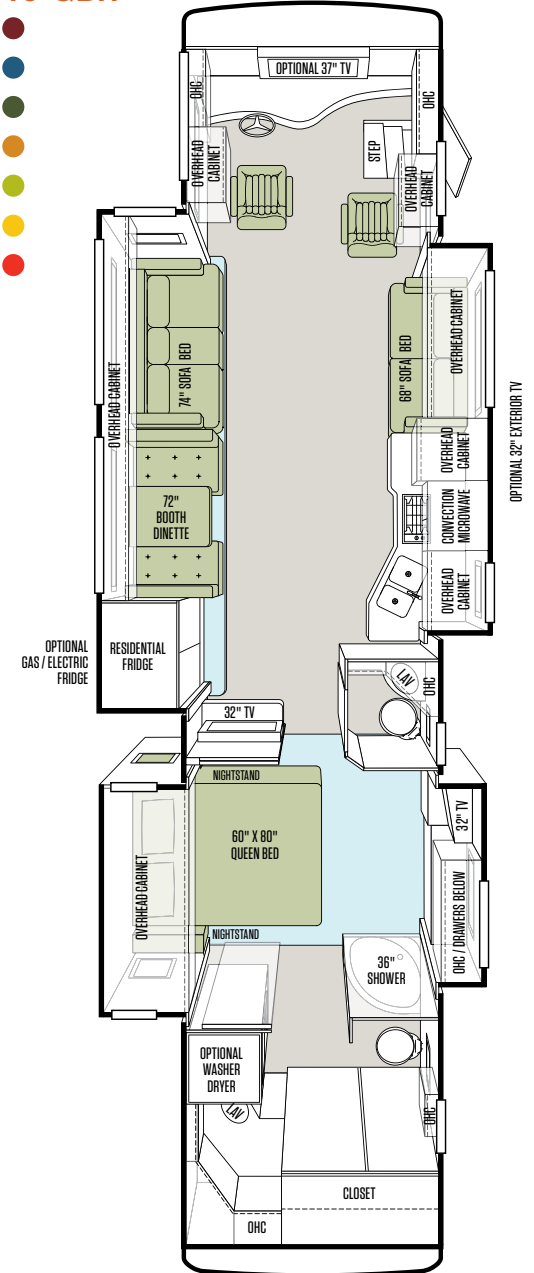 OPTIONAL 37" TV
OHC
OHC
OVERHEAD
CABINET
STEP
OVERHEAD
CABINET
OVERHEAD CABINET
74" SOFA BED
68" SOFA BED
OVERHEAD CABINET
OPTIONAL 32" EXTERIOR TV
OVERHEAD
CABINET
72"
BOOTH
DINETTE
CONVECTION
MICROWAVE
OVERHEAD
CABINET
OPTIONAL
GAS / ELECTRIC
FRIDGE
RESIDENTIAL
FRIDGE
LAV
OHC
32" TV
NIGHTSTAND
60" X 80"
QUEEN BED
OVERHEAD CABINET
32" TV
OHC / DRAWERS BELOW
NIGHTSTAND
36"
SHOWER
OPTIONAL
WASHER
DRYER
LAV
OHC
CLOSET
OHC